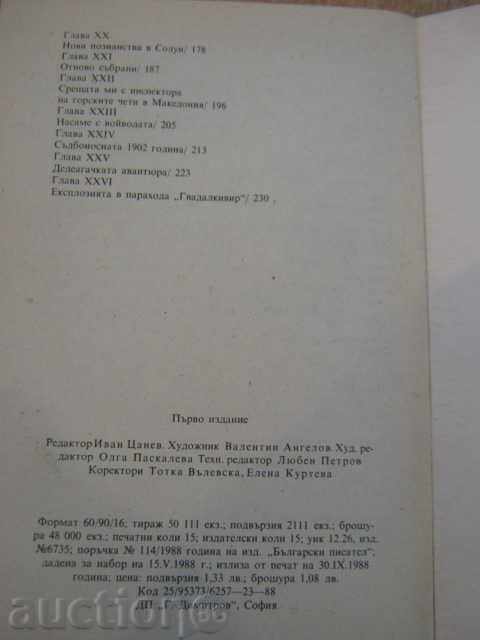 Глава XX
Нови познанства в Солун/ 178
Глава XXI
Отново събрани/ 187
Глава XXII
Срещата ми с инспектора
на горските чети в Македония/ 196
Глава XXIII
Насаме с войводата/ 205
Глава XXIV
Съдбоносната 1902 година/ 213
Глава XXV
Дедеагачката авантюра/ 223
Глава XXVI
Експлозията в парахода „Гвадалкивир"/ 230
Първо издание
Редактор Иван Цанев. Художник Валентин Ангелов. Худ. ре-
дактор Олга Паскалева Техн. редактор Любен Петров
Коректори Тотка Вълевска, Елена Куртева
Формат 60/90/16; тираж 50 111 екз.; подвързия 2111 екз.; брошу-
ра 48 000 екз.; печатни коли 15; издателски коли 15; уик 12.26, изд.
№6735; поръчка № 114/1988 година на изд. „Български писател";
дадена за набор на 15.V.1988 г.; излиза от печат на 30.IX.1988
година; цена: подвързия 1,33 лв.; брошура 1,08 лв.
Код 25/95373/6257—23—88
ДП „Г. Димитров", София
artcollect66